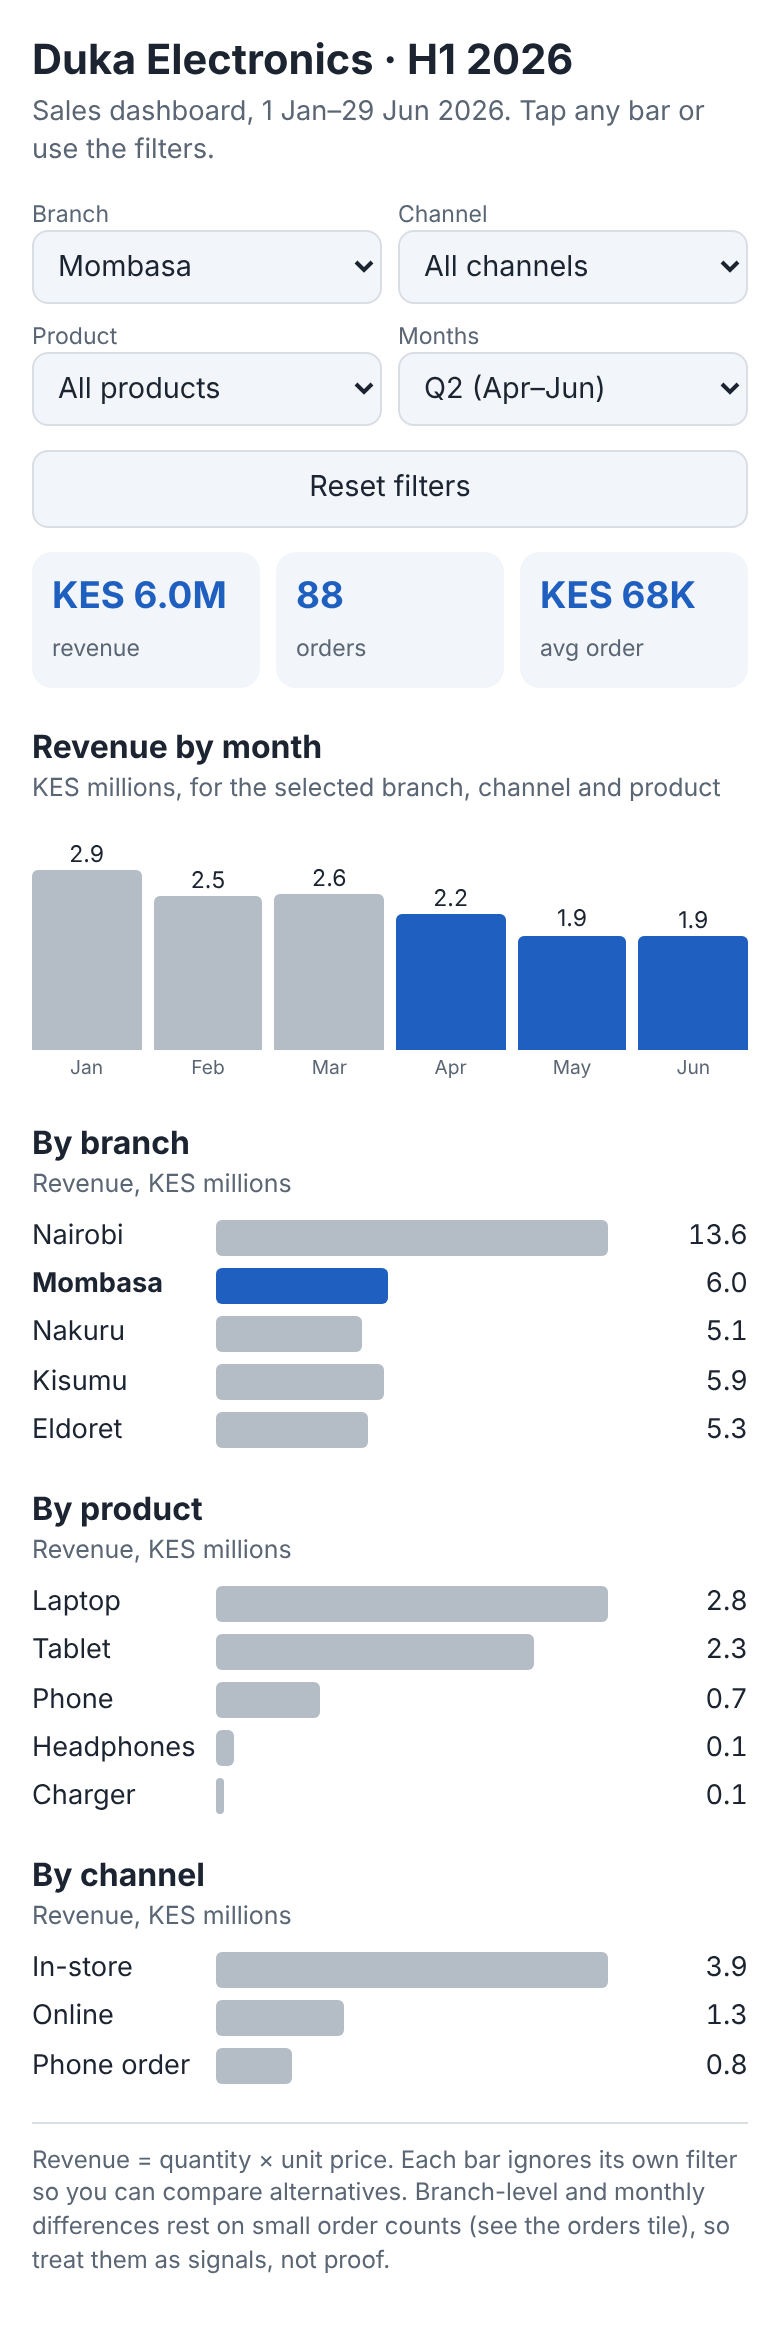 Duka Electronics · H1 2026
Sales dashboard, 1 Jan–29 Jun 2026. Tap any bar or
use the filters.
Branch
Channel
Mombasa
All channels
Product
Months
All products
Q2 (Apr–Jun)
Reset filters
KES 6.0M
88
KES 68K
revenue
orders
avg order
Revenue by month
KES millions, for the selected branch, channel and product
2.9
2.5
2.6
2.2
1.9
1.9
Jan
Feb
Mar
Apr
May
Jun
By branch
Revenue, KES millions
Nairobi 13.6
Mombasa 6.0
Nakuru 5.1
Kisumu 5.9
Eldoret 5.3
By product
Revenue, KES millions
Laptop 2.8
Tablet 2.3
Phone 0.7
Headphones 0.1
Charger 0.1
By channel
Revenue, KES millions
In-store 3.9
Online 1.3
Phone order 0.8
Revenue = quantity × unit price. Each bar ignores its own filter
so you can compare alternatives. Branch-level and monthly
differences rest on small order counts (see the orders tile), so
treat them as signals, not proof.